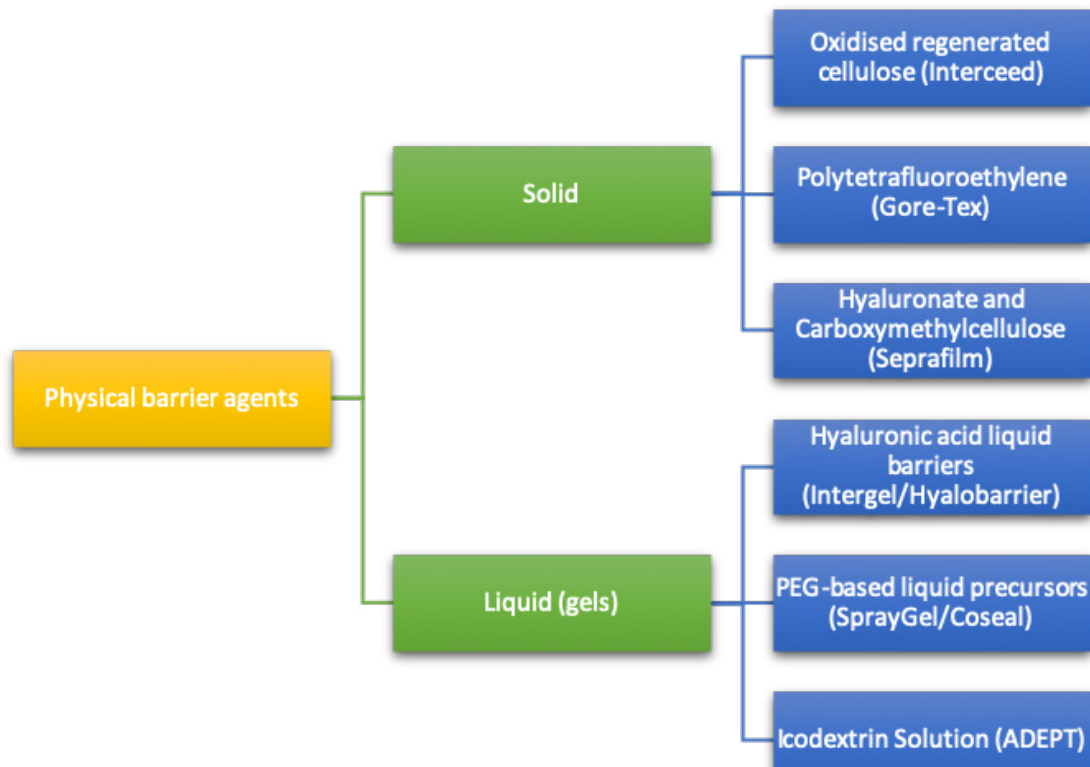 Physical barrier agents
Solid
Oxidised regenerated
cellulose (Interceed)
Polytetrafluoroethylene
(Gore-Tex)
Hyaluronate and
Carboxymethylcellulose
(Seprafilm)
Liquid (gels)
Hyaluronic acid liquid
barriers
(Intergel/Hyalobarrier)
PEG-based liquid precursors
(SprayGel/Coseal)
Icodextrin Solution (ADEPT)